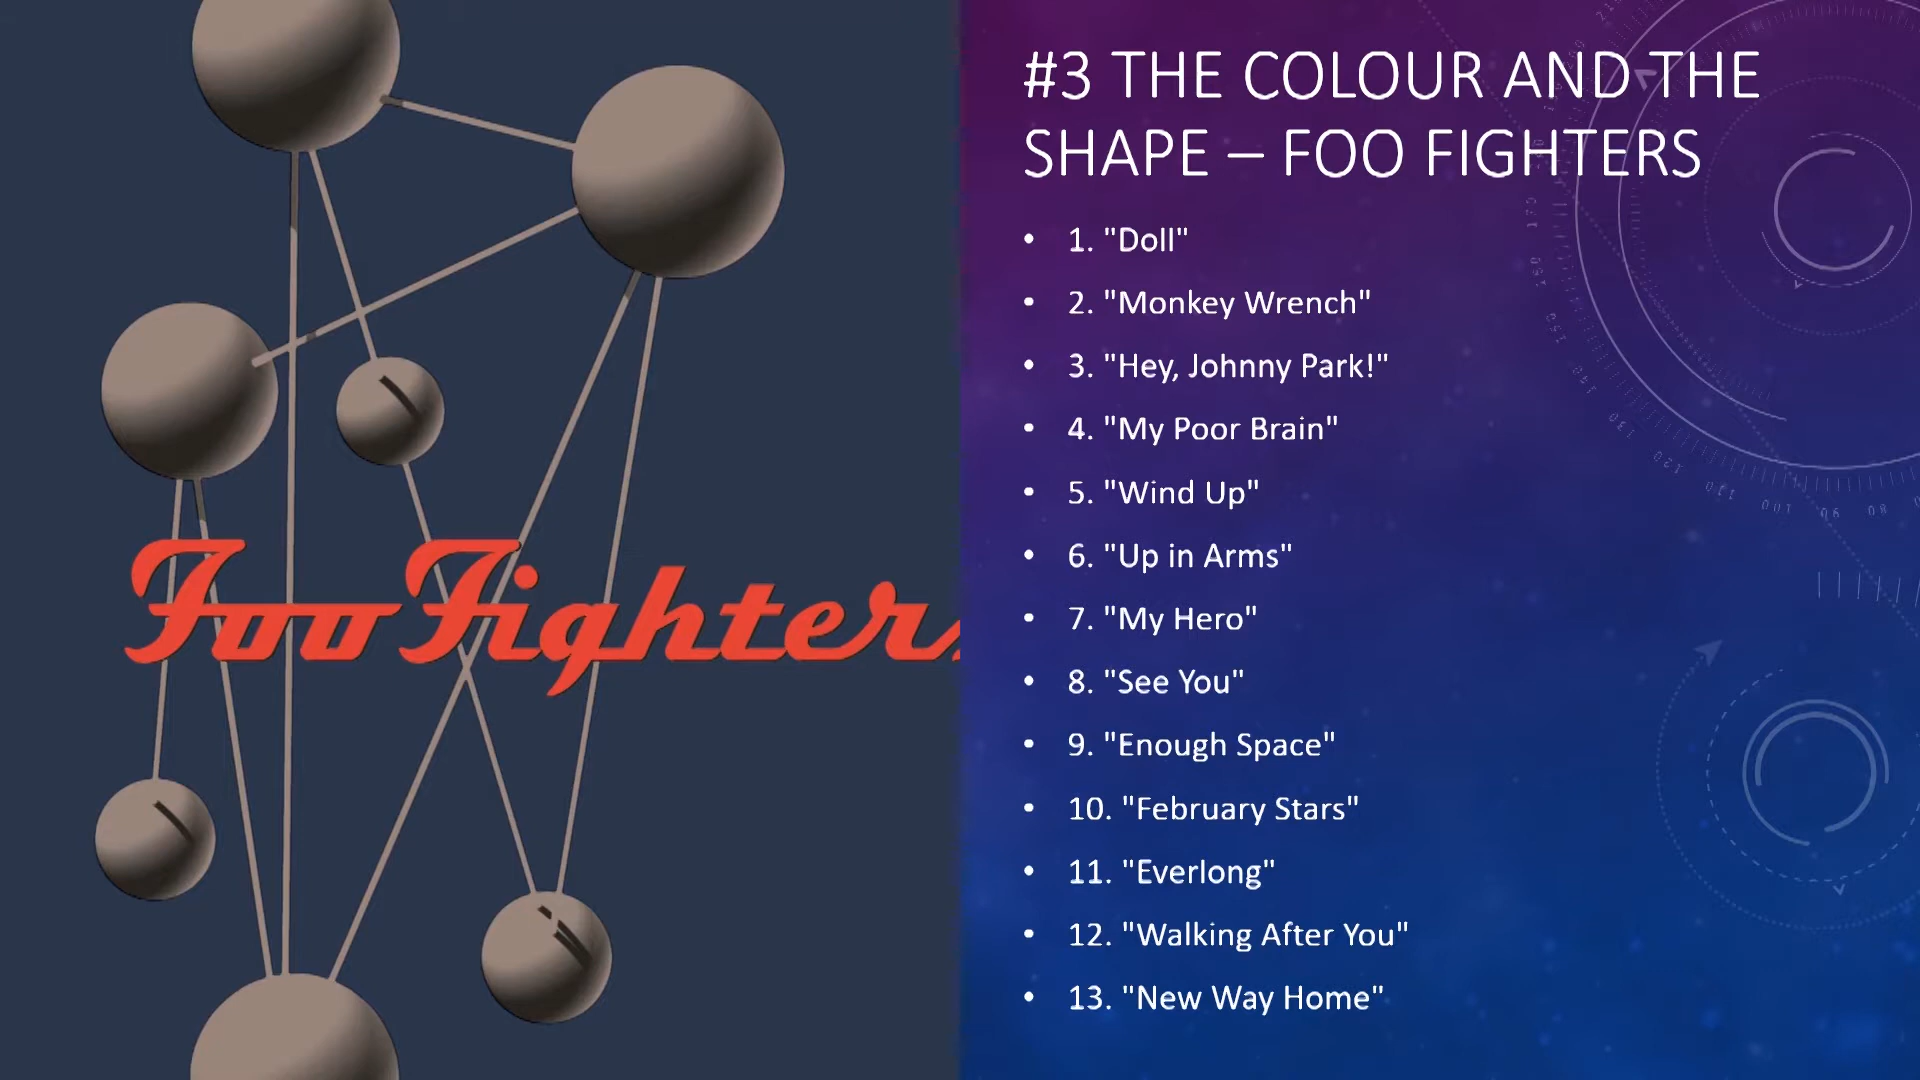 Foo Fighters
#3 THE COLOUR AND THE
SHAPE – FOO FIGHTERS
• 1. "Doll"
• 2. "Monkey Wrench"
• 3. "Hey, Johnny Park!"
• 4. "My Poor Brain"
• 5. "Wind Up"
• 6. "Up in Arms"
• 7. "My Hero"
• 8. "See You"
• 9. "Enough Space"
• 10. "February Stars"
• 11. "Everlong"
• 12. "Walking After You"
• 13. "New Way Home"